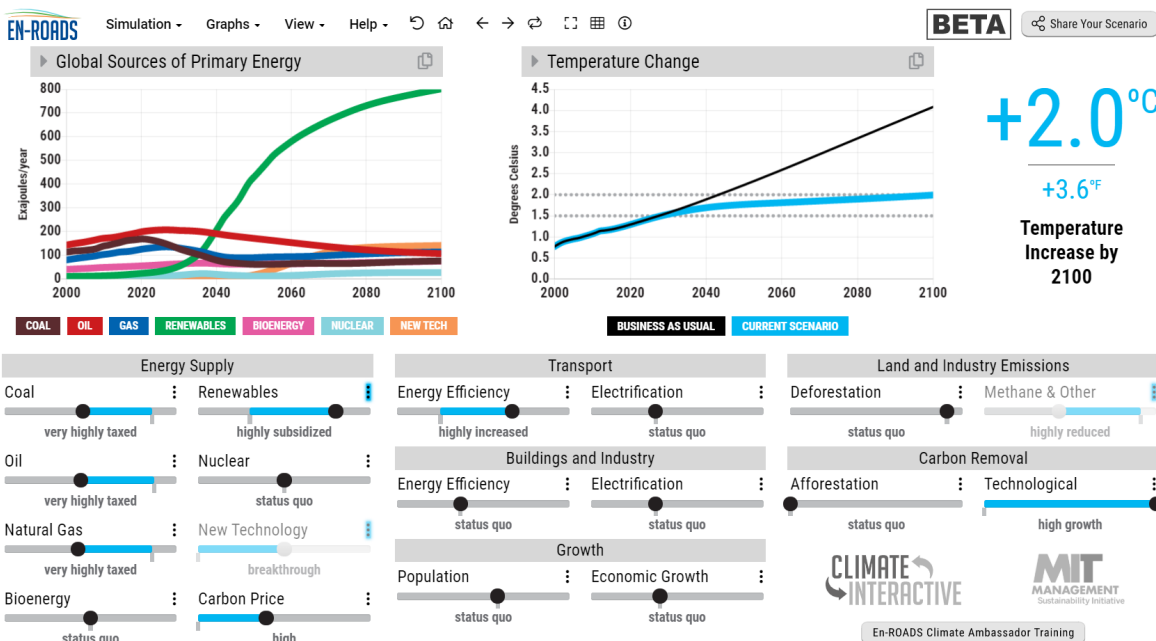 EN-ROADS
Simulation Graphs View Help
BETA
Share Your Scenario
Global Sources of Primary Energy
Exajoules/year
800
700
600
500
400
300
200
100
0
2000 2020 2040 2060 2080 2100
COAL OIL GAS RENEWABLES BIOENERGY NUCLEAR NEW TECH
Temperature Change
Degrees Celsius
4.5
4.0
3.5
3.0
2.5
2.0
1.5
1.0
0.5
0.0
2000 2020 2040 2060 2080 2100
BUSINESS AS USUAL CURRENT SCENARIO
+2.0°C
+3.6°F
Temperature
Increase by
2100
Energy Supply
Coal
very highly taxed
Renewables
highly subsidized
Oil
very highly taxed
Nuclear
status quo
Natural Gas
very highly taxed
New Technology
breakthrough
Bioenergy
status quo
Carbon Price
high
Transport
Energy Efficiency
highly increased
Electrification
status quo
Buildings and Industry
Energy Efficiency
status quo
Electrification
status quo
Growth
Population
status quo
Economic Growth
status quo
Land and Industry Emissions
Deforestation
status quo
Methane & Other
highly reduced
Carbon Removal
Afforestation
status quo
Technological
high growth
CLIMATE
INTERACTIVE
MIT
MANAGEMENT
Sustainability Initiative
En-ROADS Climate Ambassador Training